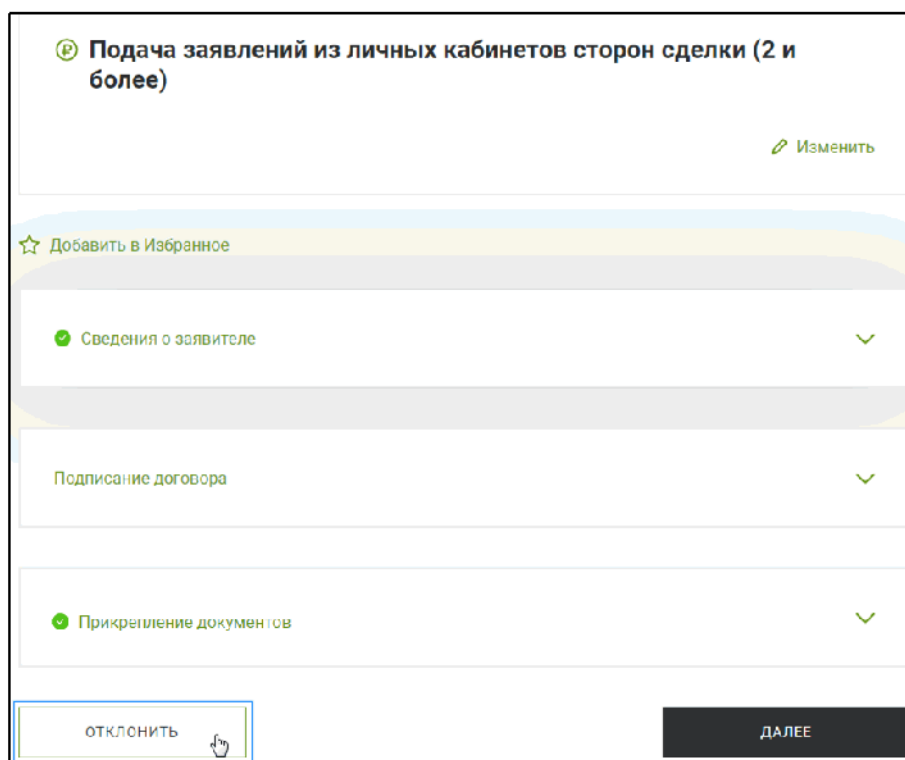 Подача заявлений из личных кабинетов сторон сделки (2 и
более)
Изменить
Добавить в Избранное
Сведения о заявителе
Подписание договора
Прикрепление документов
ОТКЛОНИТЬ
ДАЛЕЕ